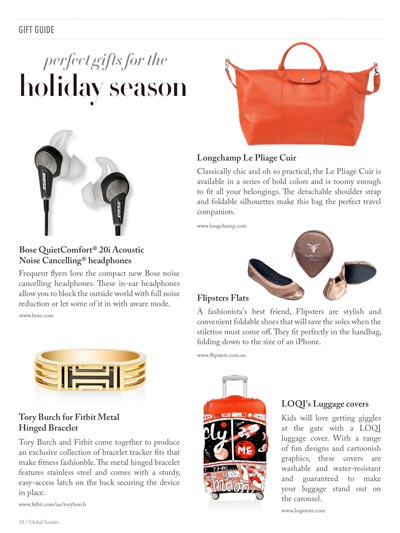 GIFT GUIDE
perfect gifts for the
holiday season
BOSE
BOSE
Bose QuietComfort® 20i Acoustic
Noise Cancelling® headphones
Frequent flyers love the compact new Bose noise
cancelling headphones. These in-ear headphones
allow you to block the outside world with full noise
reduction or let some of it in with aware mode.
www.bose.com
Tory Burch for Fitbit Metal
Hinged Bracelet
Tory Burch and Fitbit come together to produce
an exclusive collection of bracelet tracker fits that
make fitness fashionble. The metal hinged bracelet
features stainless steel and comes with a sturdy,
easy-access latch on the back securing the device
in place.
www.fitbit.com/au/toryburch
Longchamp Le Pliage Cuir
Classically chic and oh so practical, the Le Pliage Cuir is
available in a series of bold colors and is roomy enough
to fit all your belongings. The detachable shoulder strap
and foldable silhouettes make this bag the perfect travel
companion.
www.longchamp.com
Flipsters Flats
A fashionista's best friend, Flipsters are stylish and
convenient foldable shoes that will save the soles when the
stilettos must come off. They fit perfectly in the handbag,
folding down to the size of an iPhone.
www.flipsters.com.au
fly
ME
LOQI's Luggage covers
Kids will love getting giggles
at the gate with a LOQI
luggage cover. With a range
of fun designs and cartoonish
graphics, these covers are
washable and water-resistant
and guaranteed to make
your luggage stand out on
the carousel.
www.loqistore.com
28 / Global Insider